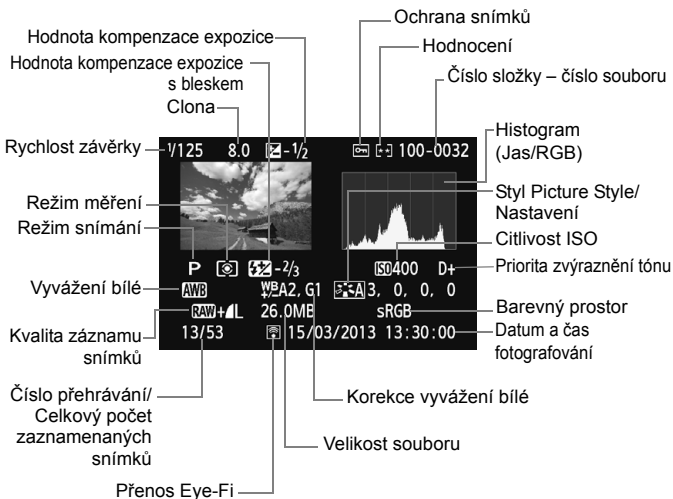 Ochrana snímků
Hodnota kompenzace expozice
Hodnocení
Hodnota kompenzace expozice
s bleskem
Číslo složky – číslo souboru
Clona
Rychlost závěrky
1/125 8.0 -1/2 100-0032
Histogram
(Jas/RGB)
Režim měření
Styl Picture Style/
Nastavení
Režim snímání
Citlivost ISO
P -2/3 ISO 400 D+
Priorita zvýraznění tónu
Vyvážení bílé
AWB WB A2, G1 A 3, 0, 0, 0
RAW+L 26.0MB sRGB
Barevný prostor
Kvalita záznamu
snímků
13/53 15/03/2013 13:30:00
Datum a čas
fotografování
Číslo přehrávání/
Celkový počet
zaznamenaných
snímků
Korekce vyvážení bílé
Velikost souboru
Přenos Eye-Fi